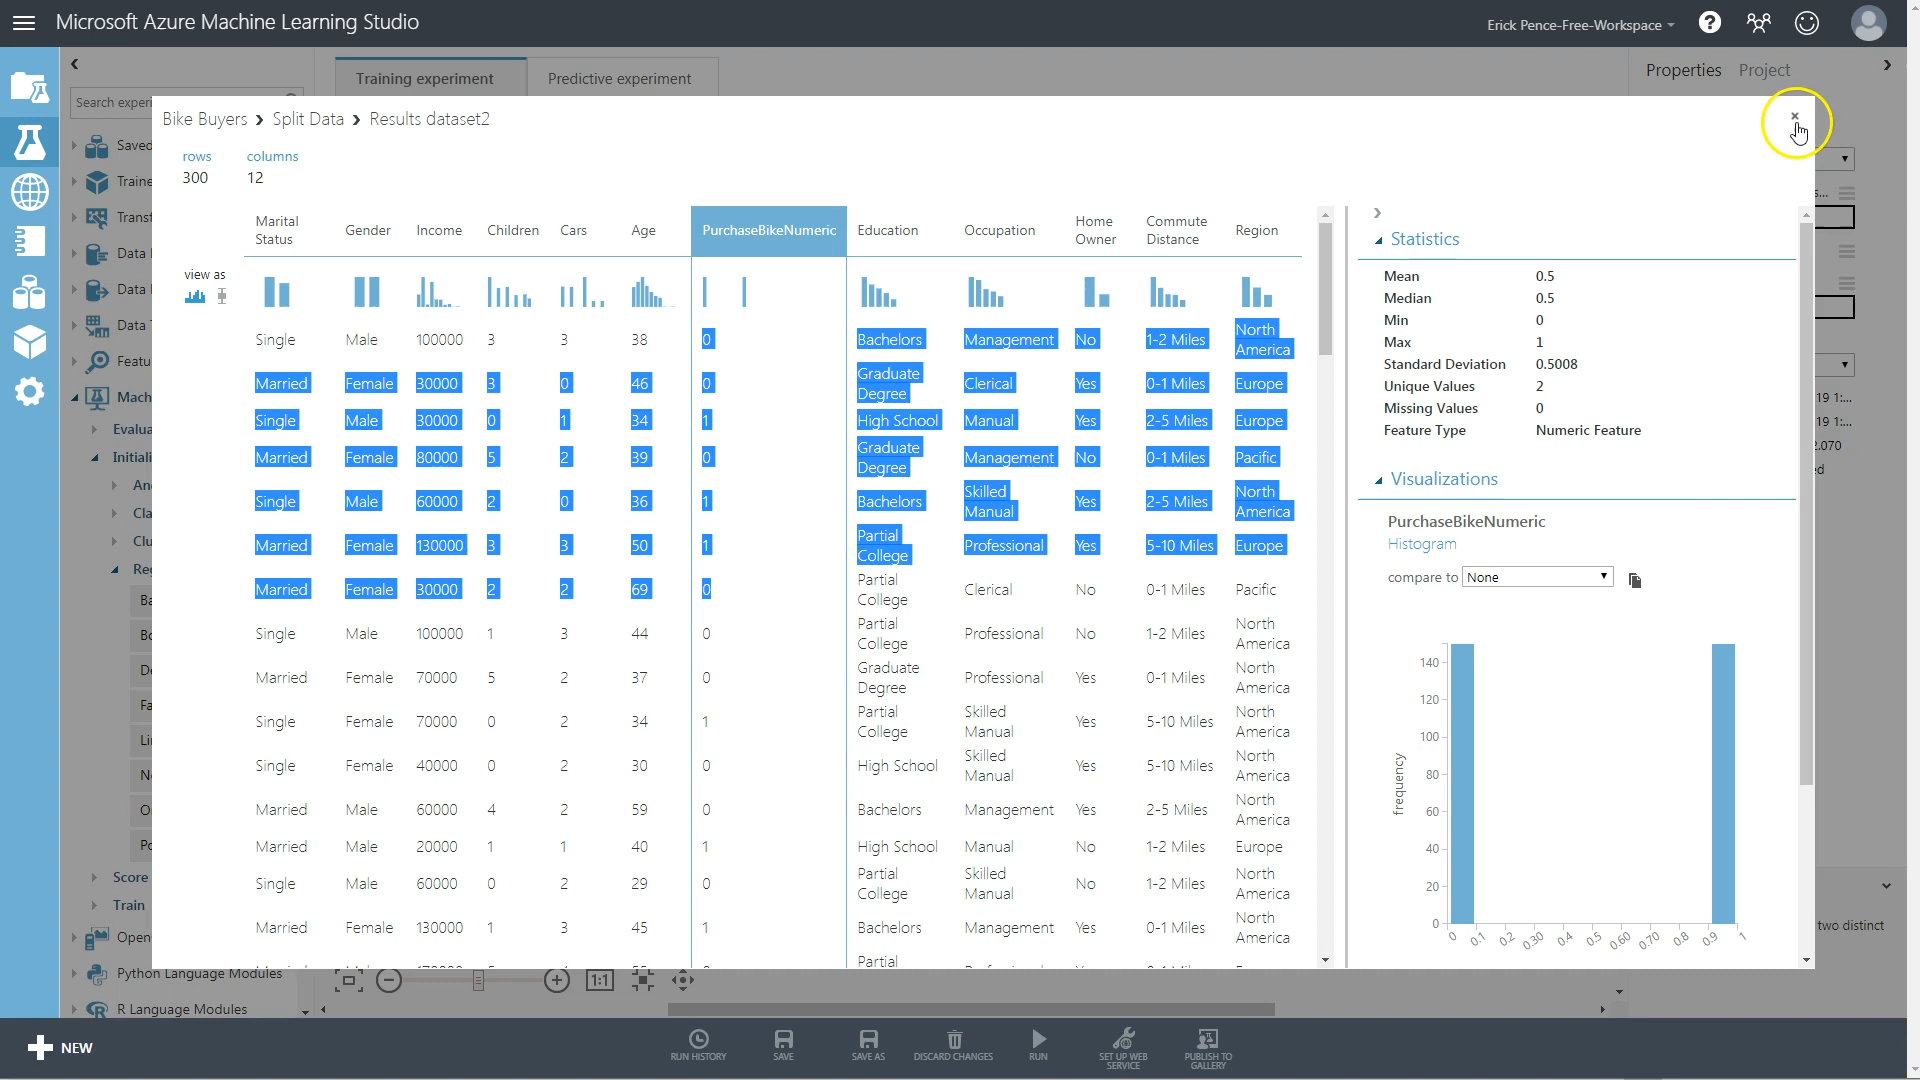 Microsoft Azure Machine Learning Studio
Erick Pence-Free-Workspace
Training experiment
Predictive experiment
Properties Project
Search experi
Bike Buyers > Split Data > Results dataset2
rows columns
300 12
Saved
Traine
Transf
Data
Data
Data
Featu
Mach
Evalua
Initiali
An
Cla
Clu
Reg
Score
Train
Open
Python Language Modules
R Language Modules
Marital Status Gender Income Children Cars Age PurchaseBikeNumeric Education Occupation Home Owner Commute Distance Region
view as
Single Male 100000 3 3 38 0 Bachelors Management No 1-2 Miles North America
Married Female 30000 3 0 46 0 Graduate Degree Clerical Yes 0-1 Miles Europe
Single Male 30000 0 1 34 1 High School Manual Yes 2-5 Miles Europe
Married Female 80000 5 2 39 0 Graduate Degree Management No 0-1 Miles Pacific
Single Male 60000 2 0 36 1 Bachelors Skilled Manual Yes 2-5 Miles North America
Married Female 130000 3 3 50 1 Partial College Professional Yes 5-10 Miles Europe
Married Female 30000 2 2 69 0 Partial College Clerical No 0-1 Miles Pacific
Single Male 100000 1 3 44 0 Partial College Professional No 1-2 Miles North America
Married Female 70000 5 2 37 0 Graduate Degree Professional Yes 0-1 Miles North America
Single Female 70000 0 2 34 1 Partial College Skilled Manual Yes 5-10 Miles North America
Single Female 40000 0 2 30 0 High School Skilled Manual Yes 5-10 Miles North America
Married Male 60000 4 2 59 0 Bachelors Management Yes 2-5 Miles North America
Married Male 20000 1 1 40 1 High School Manual No 1-2 Miles Europe
Single Male 60000 0 2 29 0 Partial College Skilled Manual No 1-2 Miles North America
Married Female 130000 1 3 45 1 Bachelors Management Yes 0-1 Miles North America
Partial
Statistics
Mean 0.5
Median 0.5
Min 0
Max 1
Standard Deviation 0.5008
Unique Values 2
Missing Values 0
Feature Type Numeric Feature
Visualizations
PurchaseBikeNumeric
Histogram
compare to None
frequency
140
120
100
80
60
40
20
0
0 0.1 0.2 0.30 0.4 0.5 0.60 0.70 0.8 0.9 1
19 1:...
19 1:...
2.070
two distinct
1:1
NEW
RUN HISTORY
SAVE
SAVE AS
DISCARD CHANGES
RUN
SET UP WEB SERVICE
PUBLISH TO GALLERY